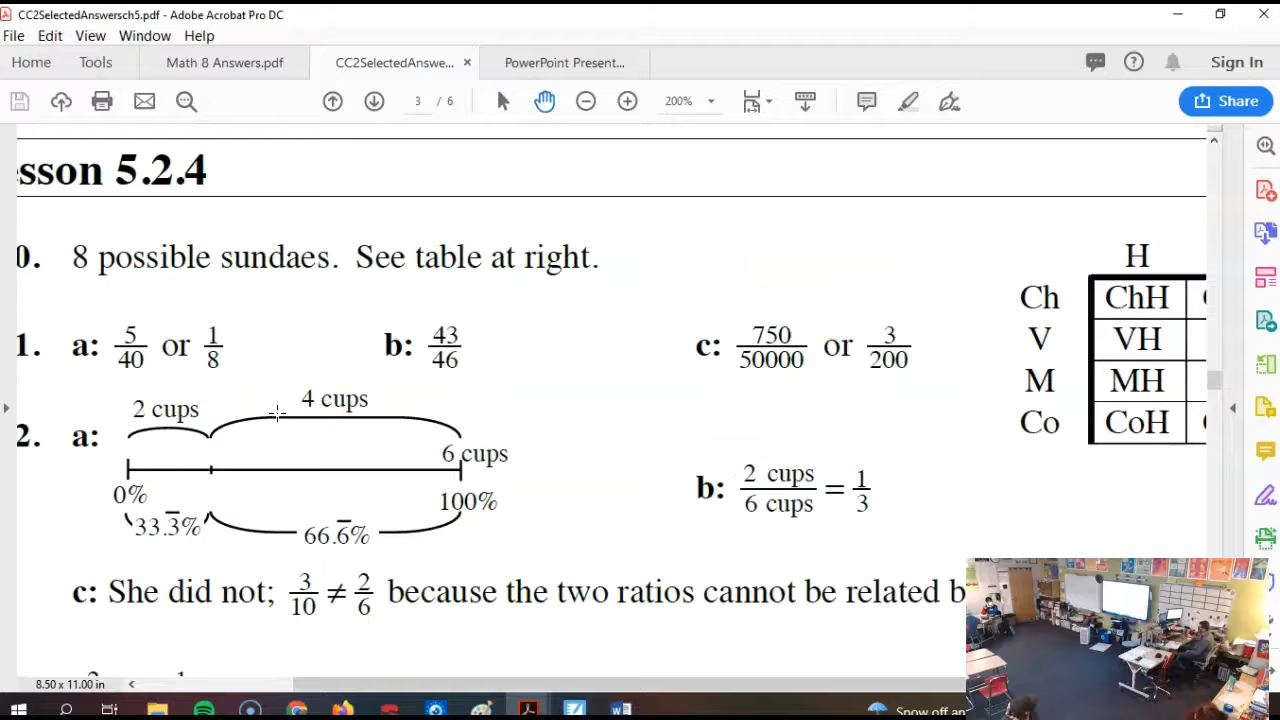 CC2SelectedAnswersch5.pdf - Adobe Acrobat Pro DC
File Edit View Window Help
Home Tools Math 8 Answers.pdf CC2SelectedAnswe... × PowerPoint Present... Sign In
3 / 6 200% Share
esson 5.2.4
0. 8 possible sundaes. See table at right.
H
Ch ChH
V VH
M MH
Co CoH
1. a: 5/40 or 1/8 b: 43/46 c: 750/50000 or 3/200
2. a: 2 cups 4 cups
6 cups
0% 100%
33.3̅% 66.6̅%
b: 2 cups/6 cups = 1/3
c: She did not; 3/10 ≠ 2/6 because the two ratios cannot be related b
8.50 x 11.00 in
Snow off an